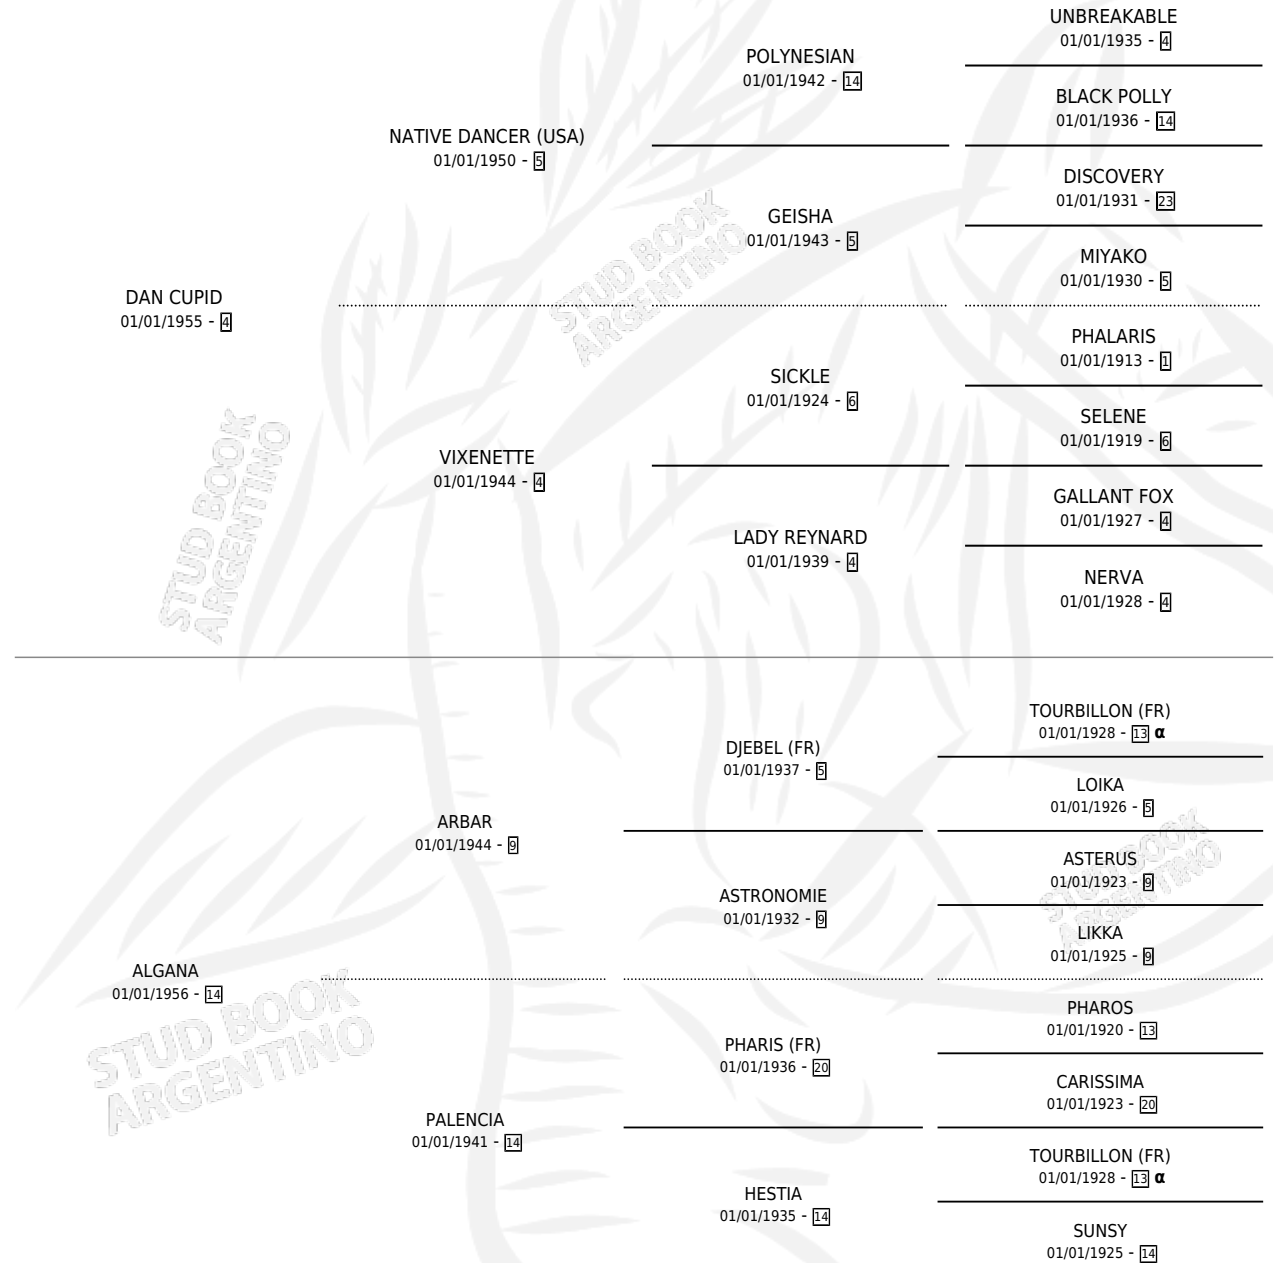 UNBREAKABLE
01/01/1935 - 4
POLYNESIAN
01/01/1942 - 14
BLACK POLLY
01/01/1936 - 14
NATIVE DANCER (USA)
01/01/1950 - 5
DISCOVERY
01/01/1931 - 23
GEISHA
01/01/1943 - 5
MIYAKO
01/01/1930 - 5
DAN CUPID
01/01/1955 - 4
PHALARIS
01/01/1913 - 1
SICKLE
01/01/1924 - 6
SELENE
01/01/1919 - 6
VIXENETTE
01/01/1944 - 4
GALLANT FOX
01/01/1927 - 4
LADY REYNARD
01/01/1939 - 4
NERVA
01/01/1928 - 4
TOURBILLON (FR)
01/01/1928 - 13 α
DJEBEL (FR)
01/01/1937 - 5
LOIKA
01/01/1926 - 5
ARBAR
01/01/1944 - 9
ASTERUS
01/01/1923 - 9
ASTRONOMIE
01/01/1932 - 9
LIKKA
01/01/1925 - 9
ALGANA
01/01/1956 - 14
PHAROS
01/01/1920 - 13
PHARIS (FR)
01/01/1936 - 20
CARISSIMA
01/01/1923 - 20
PALENCIA
01/01/1941 - 14
TOURBILLON (FR)
01/01/1928 - 13 α
HESTIA
01/01/1935 - 14
SUNSY
01/01/1925 - 14
STUD BOOK
ARGENTINO
STUD BOOK
ARGENTINO
STUD BOOK
ARGENTINO
STUD BOOK
ARGENTINO